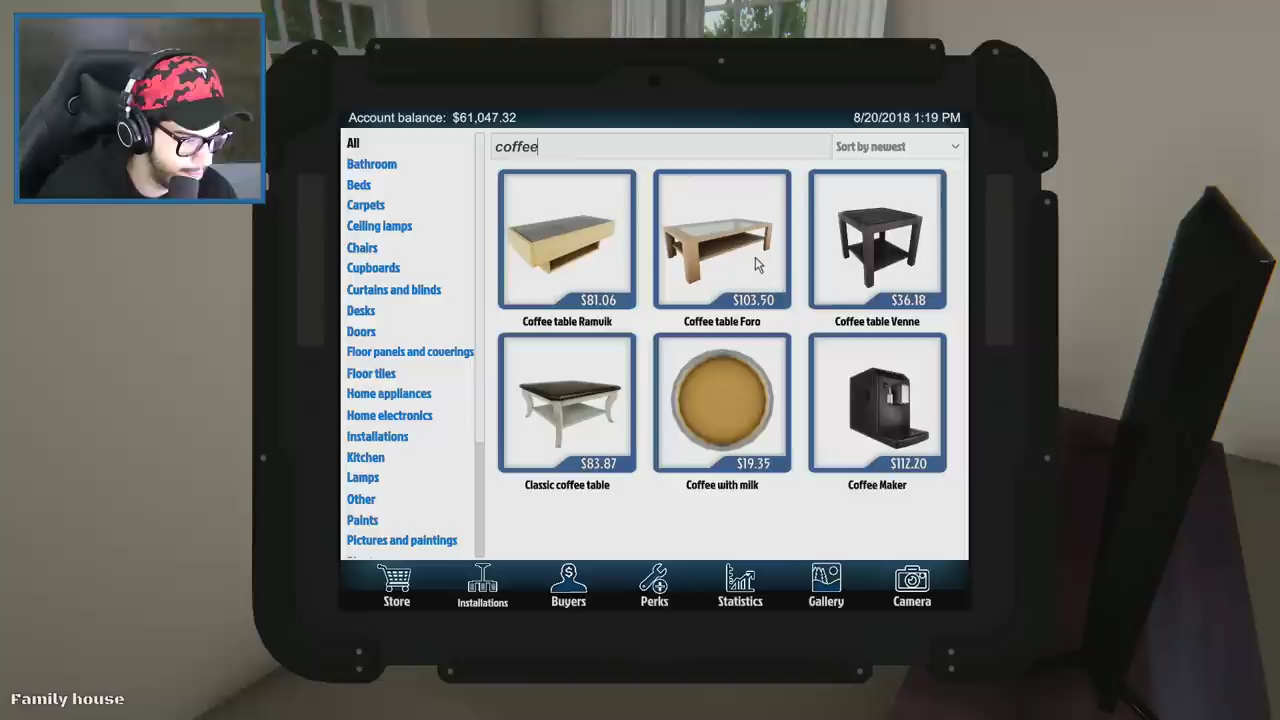 Account balance: $61,047.32
8/20/2018 1:19 PM
All
Bathroom
Beds
Carpets
Ceiling lamps
Chairs
Cupboards
Curtains and blinds
Desks
Doors
Floor panels and coverings
Floor tiles
Home appliances
Home electronics
Installations
Kitchen
Lamps
Other
Paints
Pictures and paintings
coffee
Sort by newest
$81.06
$103.50
$36.18
Coffee table Ramvik
Coffee table Foro
Coffee table Venne
$83.87
$19.35
$112.20
Classic coffee table
Coffee with milk
Coffee Maker
Store
Installations
Buyers
Perks
Statistics
Gallery
Camera
Family house